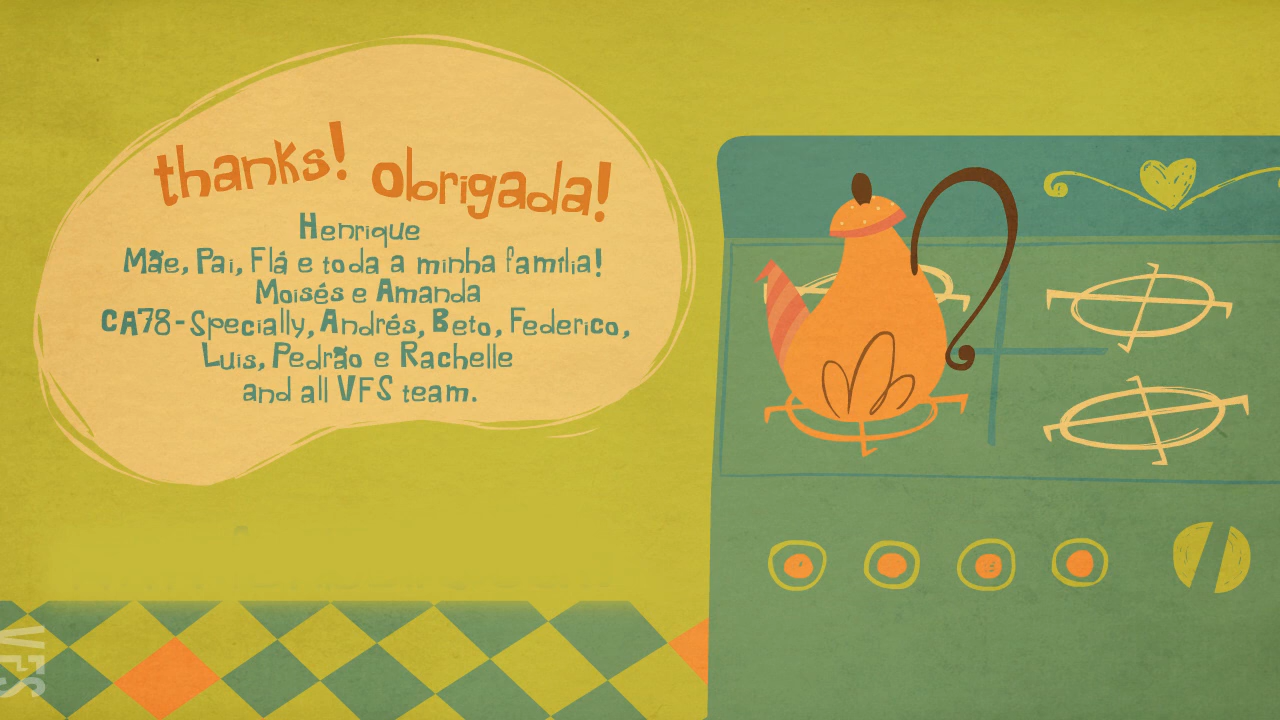 thanks! obrigada!
Henrique
Mãe, Pai, Flá e toda a minha família!
Moisés e Amanda
CA78-Specially, Andrés, Beto, Federico,
Luis, Pedrão e Rachelle
and all VFS team.
VFS